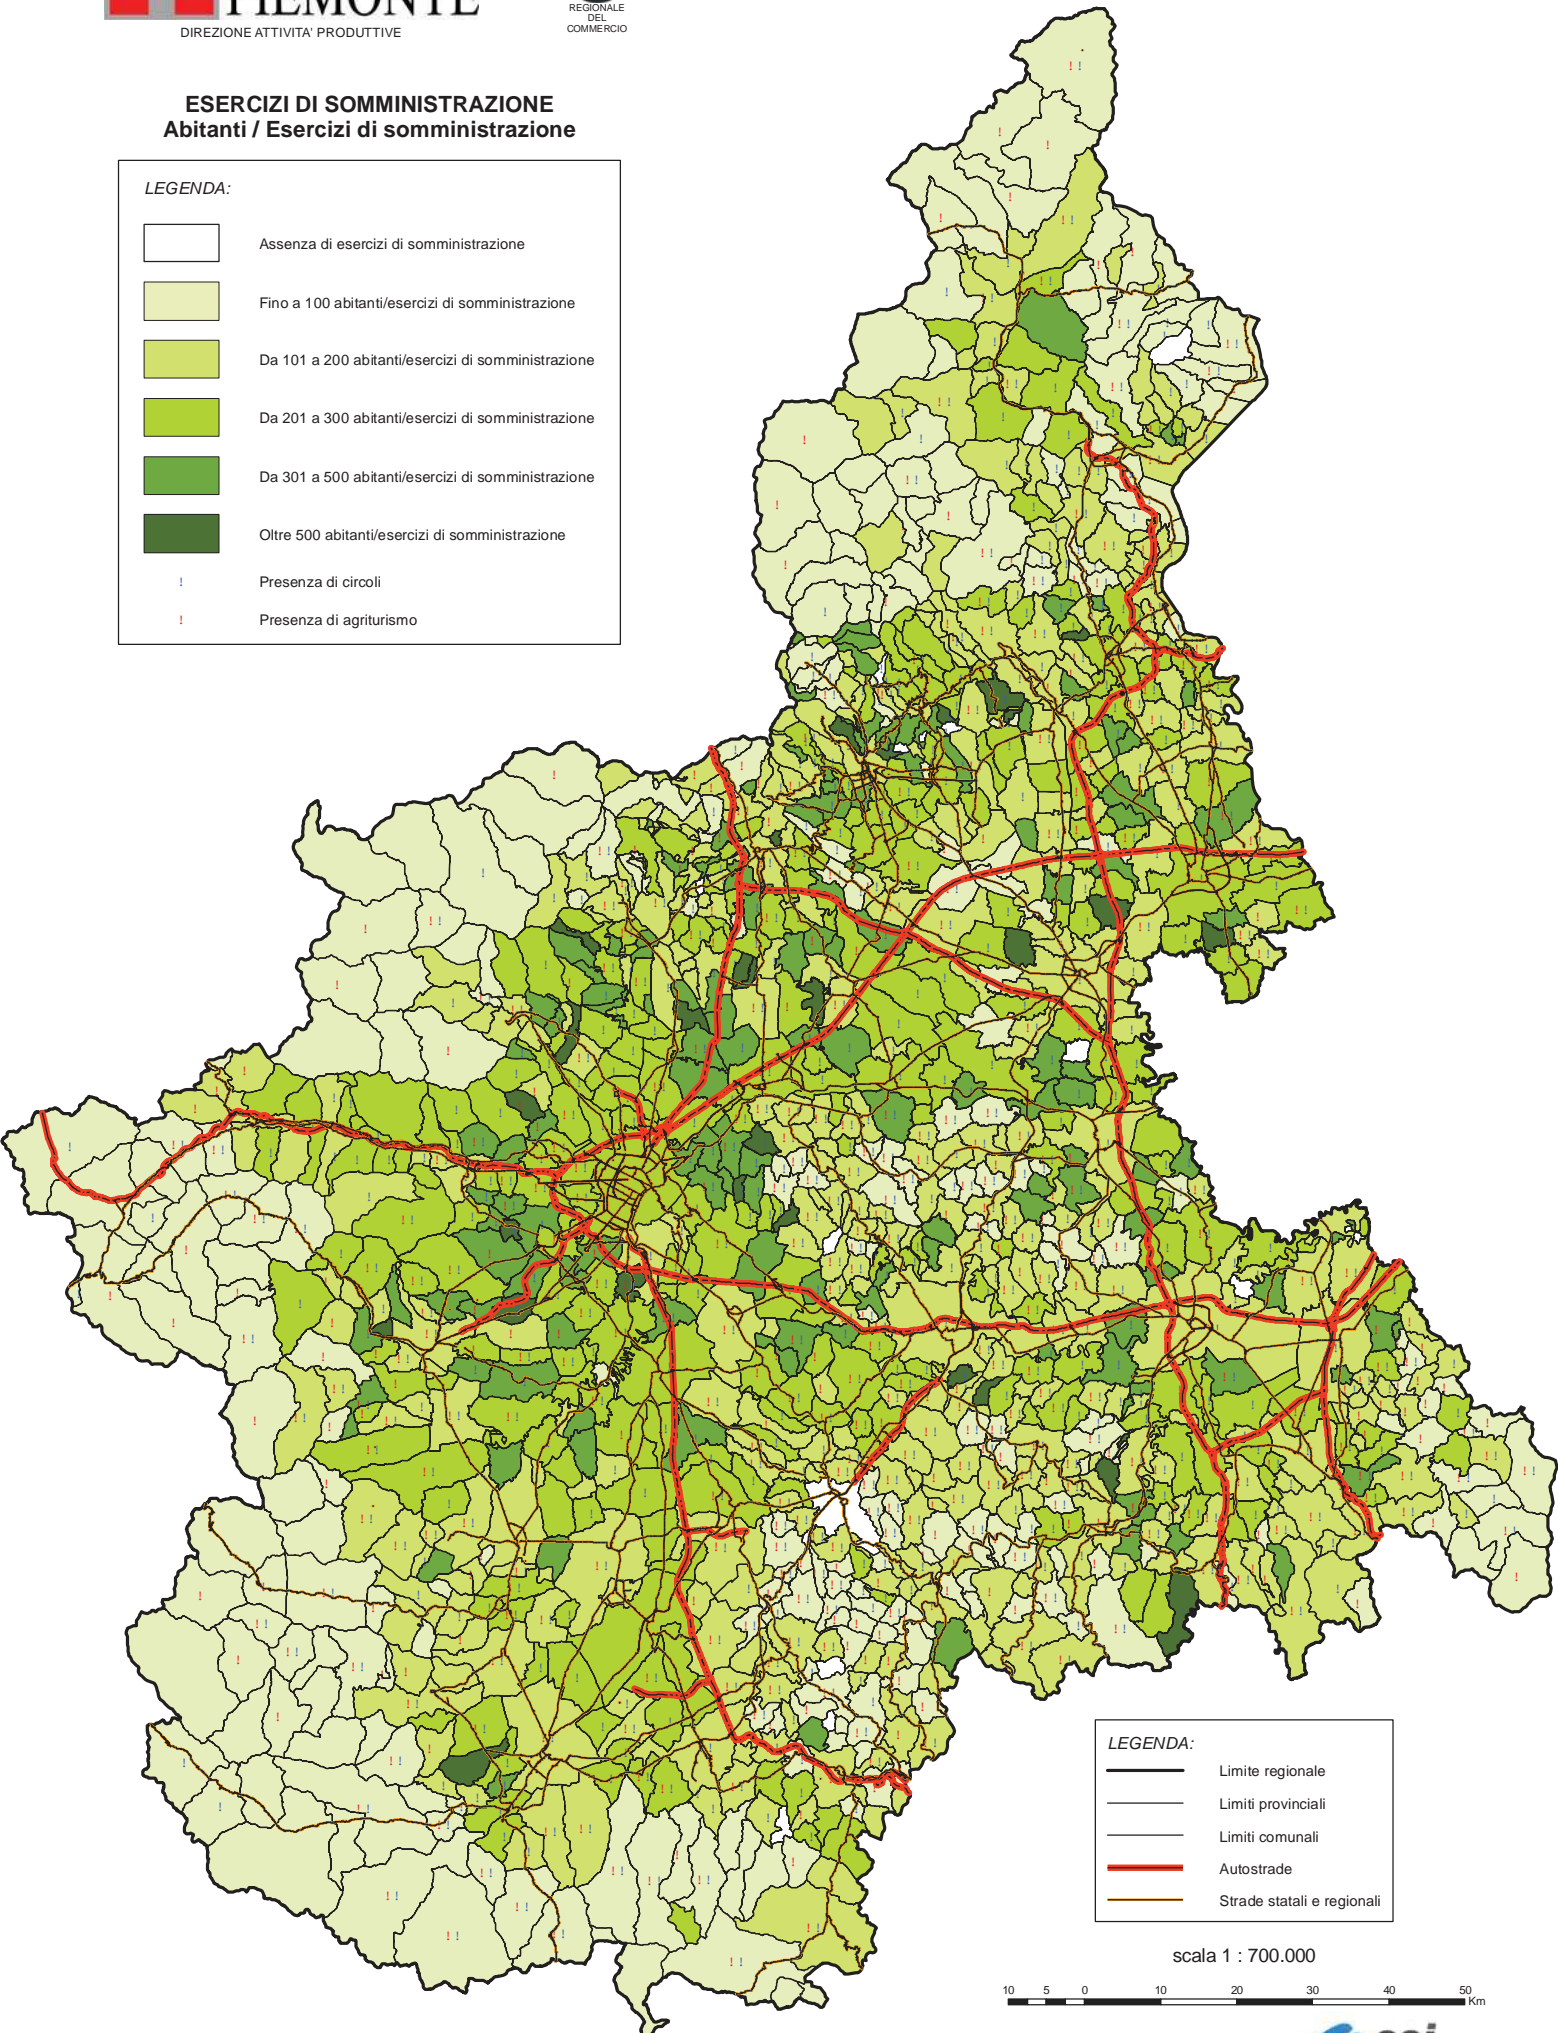 PIEMONTE
DIREZIONE ATTIVITA' PRODUTTIVE
REGIONALE
DEL
COMMERCIO
ESERCIZI DI SOMMINISTRAZIONE
Abitanti / Esercizi di somministrazione
LEGENDA:
Assenza di esercizi di somministrazione
Fino a 100 abitanti/esercizi di somministrazione
Da 101 a 200 abitanti/esercizi di somministrazione
Da 201 a 300 abitanti/esercizi di somministrazione
Da 301 a 500 abitanti/esercizi di somministrazione
Oltre 500 abitanti/esercizi di somministrazione
! Presenza di circoli
! Presenza di agriturismo
LEGENDA:
Limite regionale
Limiti provinciali
Limiti comunali
Autostrade
Strade statali e regionali
scala 1 : 700.000
10 5 0 10 20 30 40 50
Km